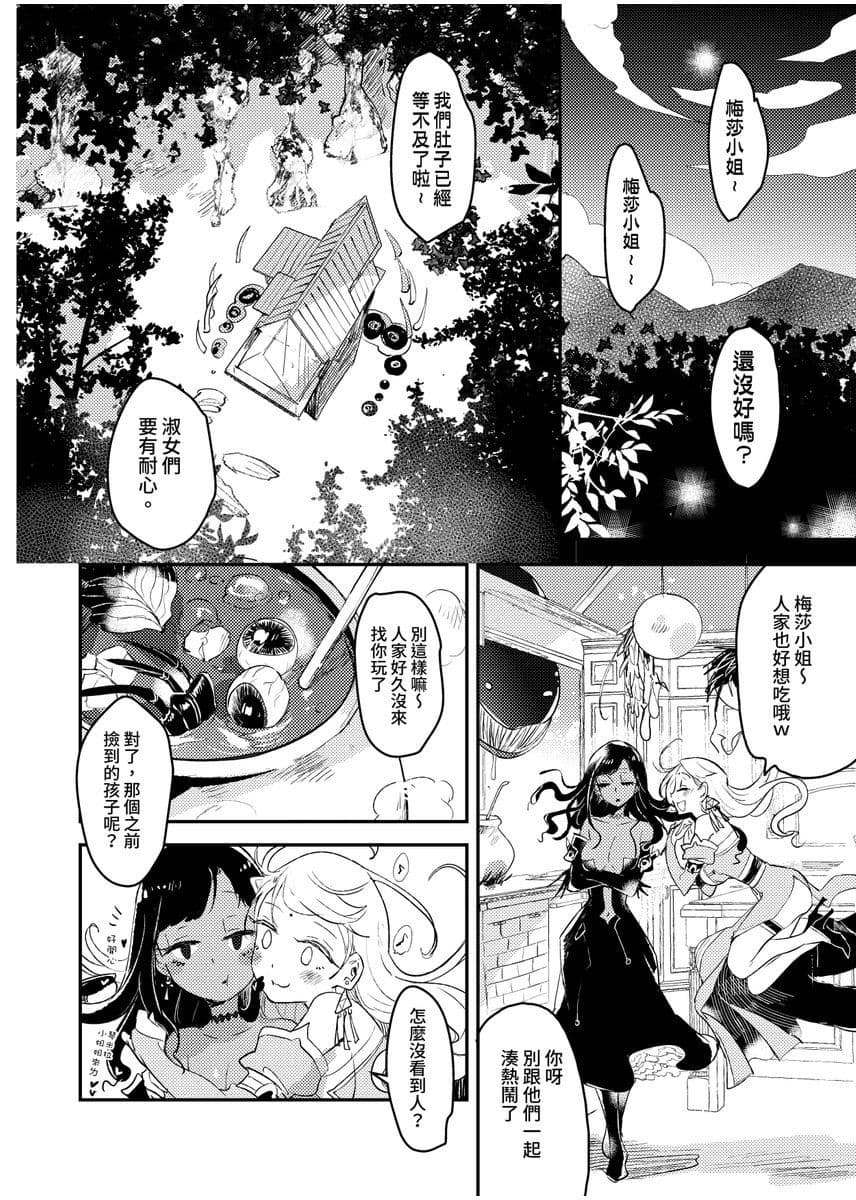 梅莎小姐~
梅莎小姐~~
還沒好嗎？
我們肚子已經
等不及了啦~
淑女們
要有耐心。
梅莎小姐～
人家也好想吃哦w
你呀
別跟他們一起
湊熱鬧了
別這樣嘛～
人家好久沒來
找你玩了
對了，那個之前
撿到的孩子呢？
好開心
怎麼沒看到人？